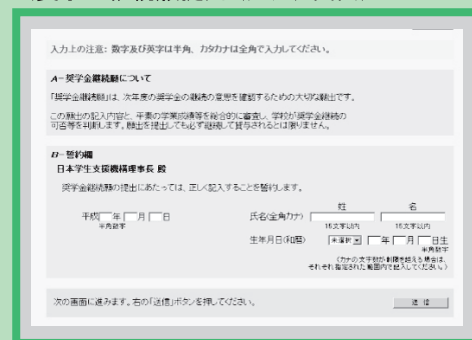 入力上の注意: 数字及び英字は半角、カタカナは全角で入力してください。
A-奨学金継続願について
「奨学金継続願」は、次年度の奨学金の継続の意思を確認するための大切な願出です。
この願出の記入内容と、平素の学業成績等を総合的に審査し、学校が奨学金継続の
可否等を判断します。願出を提出しても必ず継続して貸与されるとは限りません。
B-誓約欄
日本学生支援機構理事長 殿
奨学金継続願の提出にあたっては、正しく記入することを誓約します。
姓 名
平成 年 月 日 氏名(全角カナ)
半角数字 15文字以内 15文字以内
生年月日(和暦) 未選択 年 月 日生
半角数字
(カナの文字数が制限を越える場合は、
それぞれ指定された範囲内で記入してください。)
次の画面に進みます。右の「送信」ボタンを押してください。 送信